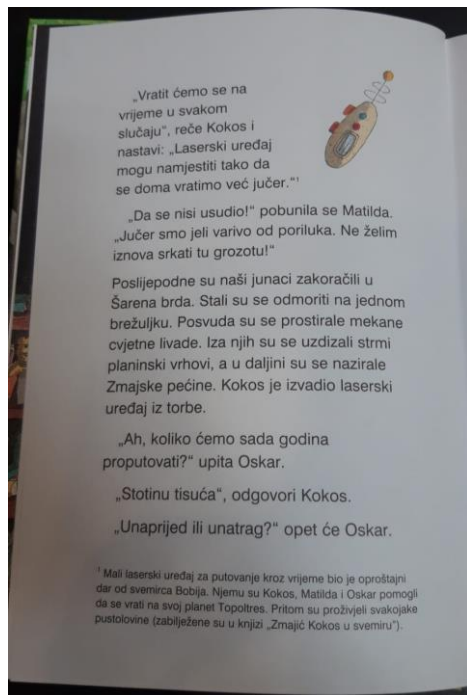 „Vratit ćemo se na
vrijeme u svakom
slučaju“, reče Kokos i
nastavi: „Laserski uređaj
mogu namjestiti tako da
se doma vratimo već jučer.“¹
„Da se nisi usudio!“ pobunila se Matilda.
„Jučer smo jeli varivo od poriluka. Ne želim
iznova srkati tu grozotu!“
Poslijepodne su naši junaci zakoračili u
Šarena brda. Stali su se odmoriti na jednom
brežuljku. Posvuda su se prostirale mekane
cvjetne livade. Iza njih su se uzdizali strmi
planinski vrhovi, a u daljini su se nazirale
Zmajske pećine. Kokos je izvadio laserski
uređaj iz torbe.
„Ah, koliko ćemo sada godina
proputovati?“ upita Oskar.
„Stotinu tisuća“, odgovori Kokos.
„Unaprijed ili unatrag?“ opet će Oskar.
¹ Mali laserski uređaj za putovanje kroz vrijeme bio je oproštajni
dar od svemirca Bobija. Njemu su Kokos, Matilda i Oskar pomogli
da se vrati na svoj planet Topoltres. Pritom su proživjeli svakojake
pustolovine (zabilježene su u knjizi „Zmajić Kokos u svemiru“).